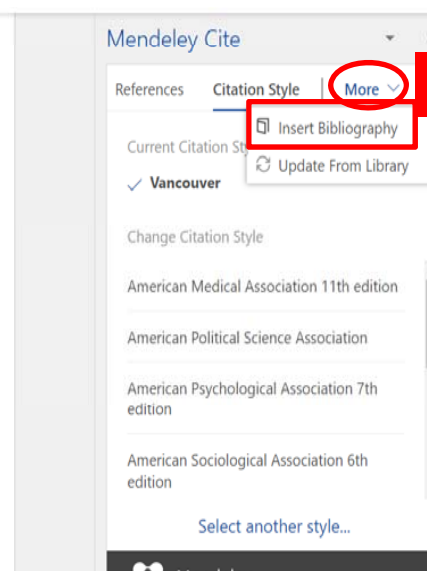 Mendeley Cite
References Citation Style More
Insert Bibliography
Current Citation
Update From Library
Vancouver
Change Citation Style
American Medical Association 11th edition
American Political Science Association
American Psychological Association 7th
edition
American Sociological Association 6th
edition
Select another style...